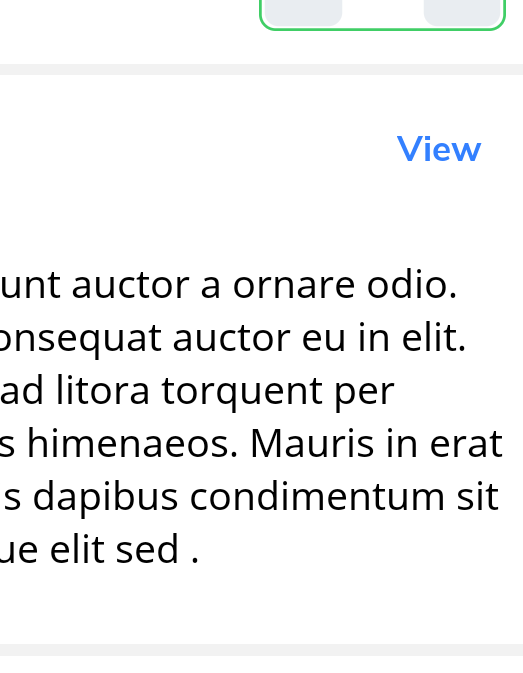 View
unt auctor a ornare odio.
onsequat auctor eu in elit.
ad litora torquent per
s himenaeos. Mauris in erat
s dapibus condimentum sit
ue elit sed .